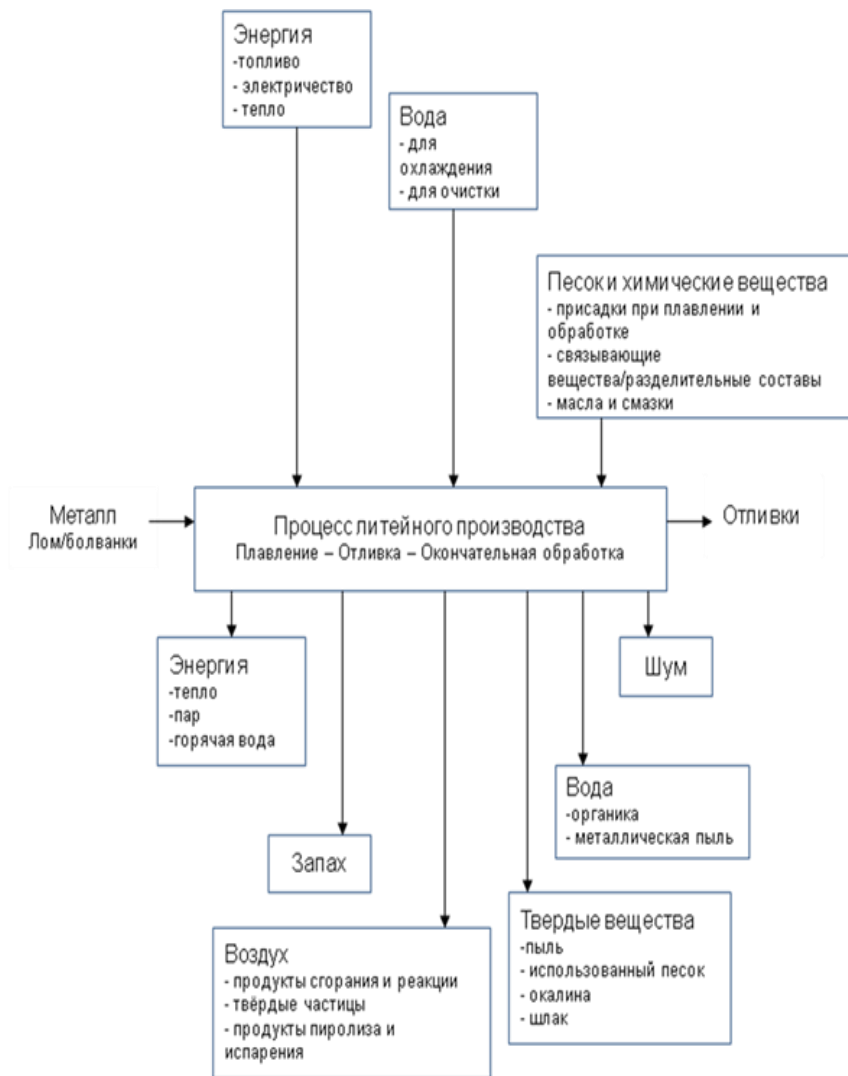 Энергия
-топливо
- электричество
- тепло
Вода
- для
охлаждения
- для очистки
Песок и химические вещества
- присадки при плавлении и
обработке
- связывающие
вещества/разделительные составы
- масла и смазки
Металл
Лом/болванки
Процесс литейного производства
Плавление – Отливка – Окончательная обработка
Отливки
Энергия
-тепло
-пар
-горячая вода
Шум
Вода
-органика
- металлическая пыль
Запах
Твердые вещества
-пыль
- использованный песок
- окалина
- шлак
Воздух
- продукты сгорания и реакции
- твёрдые частицы
- продукты пиролиза и
испарения